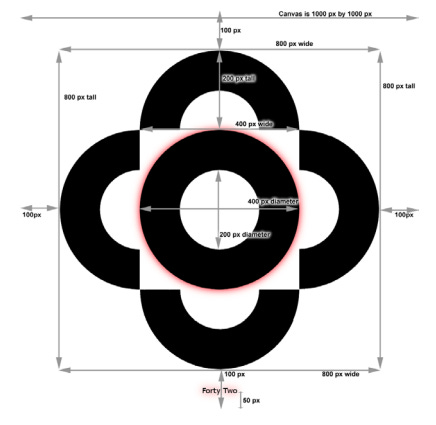 Canvas is 1000 px by 1000 px
100 px
800 px wide
200 px tall
800 px tall
800 px tall
400 px wide
400 px diameter
100px
100px
200 px diameter
100 px
800 px wide
Forty Two
50 px